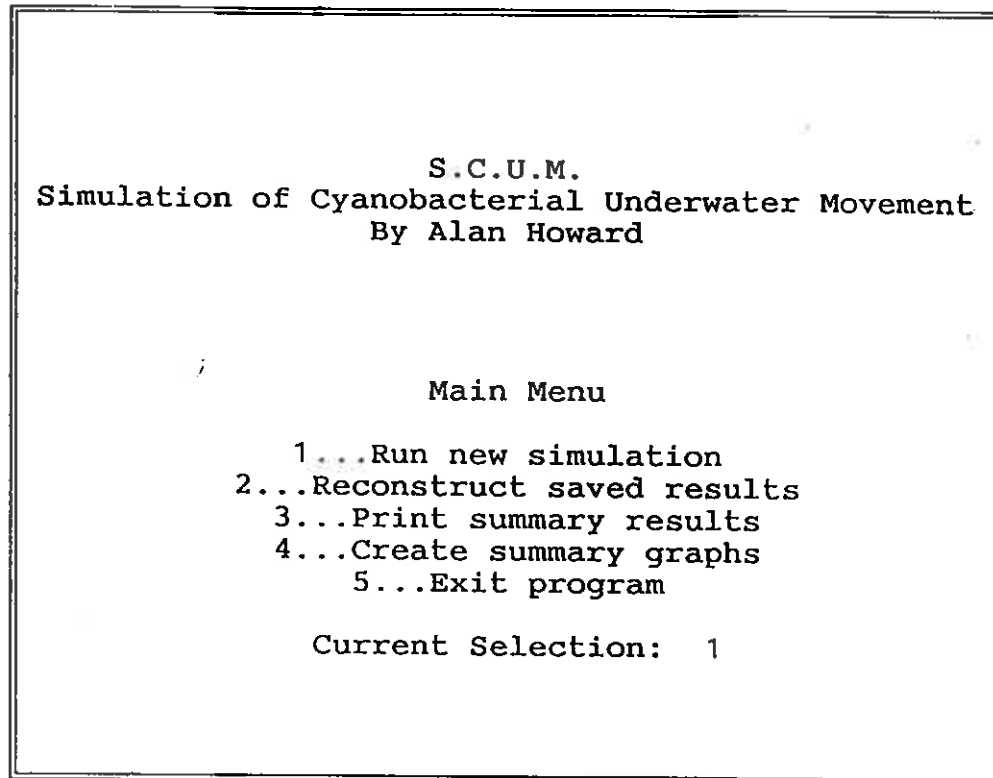 S.C.U.M.
Simulation of Cyanobacterial Underwater Movement
By Alan Howard
Main Menu
1...Run new simulation
2...Reconstruct saved results
3...Print summary results
4...Create summary graphs
5...Exit program
Current Selection: 1